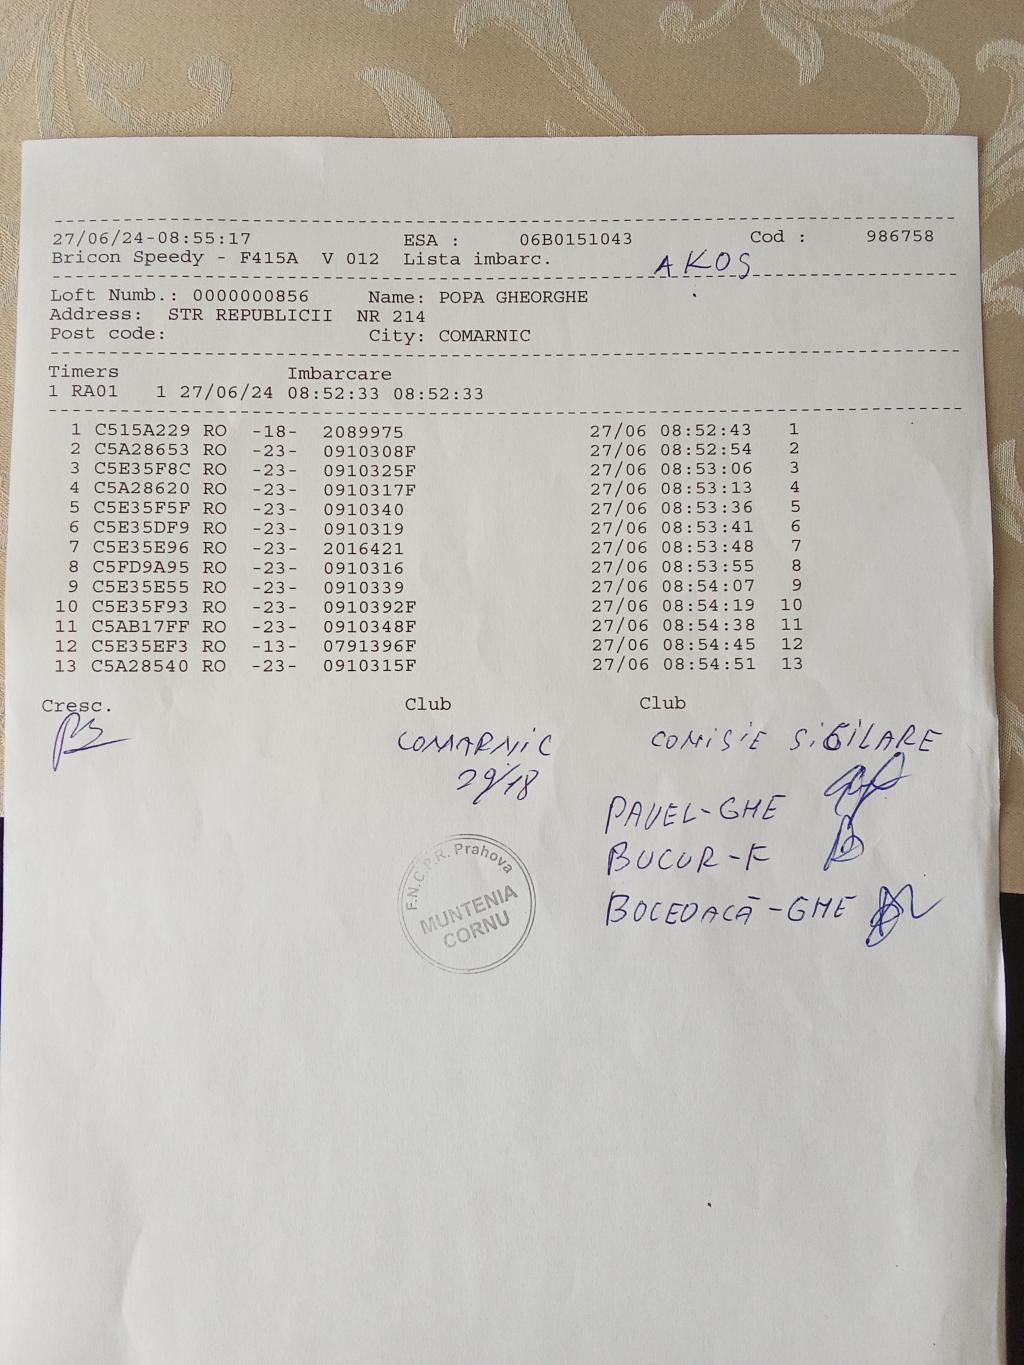 27/06/24-08:55:17 ESA : 06B0151043 Cod : 986758
Bricon Speedy - F415A V 012 Lista imbarc. AKOS
Loft Numb.: 0000000856 Name: POPA GHEORGHE
Address: STR REPUBLICII NR 214
Post code: City: COMARNIC
Timers Imbarcare
1 RA01 1 27/06/24 08:52:33 08:52:33
1 C515A229 RO -18- 2089975 27/06 08:52:43 1
2 C5A28653 RO -23- 0910308F 27/06 08:52:54 2
3 C5E35F8C RO -23- 0910325F 27/06 08:53:06 3
4 C5A28620 RO -23- 0910317F 27/06 08:53:13 4
5 C5E35F5F RO -23- 0910340 27/06 08:53:36 5
6 C5E35DF9 RO -23- 0910319 27/06 08:53:41 6
7 C5E35E96 RO -23- 2016421 27/06 08:53:48 7
8 C5FD9A95 RO -23- 0910316 27/06 08:53:55 8
9 C5E35E55 RO -23- 0910339 27/06 08:54:07 9
10 C5E35F93 RO -23- 0910392F 27/06 08:54:19 10
11 C5AB17FF RO -23- 0910348F 27/06 08:54:38 11
12 C5E35EF3 RO -13- 0791396F 27/06 08:54:45 12
13 C5A28540 RO -23- 0910315F 27/06 08:54:51 13
Cresc. Club Club
COMARNIC COMISIE SIGILARE
29/18
PAVEL-GHE
BUCUR-F
BOCEOACĂ-GHE
F.N.C.P.R. Prahova
MUNTENIA
CORNU